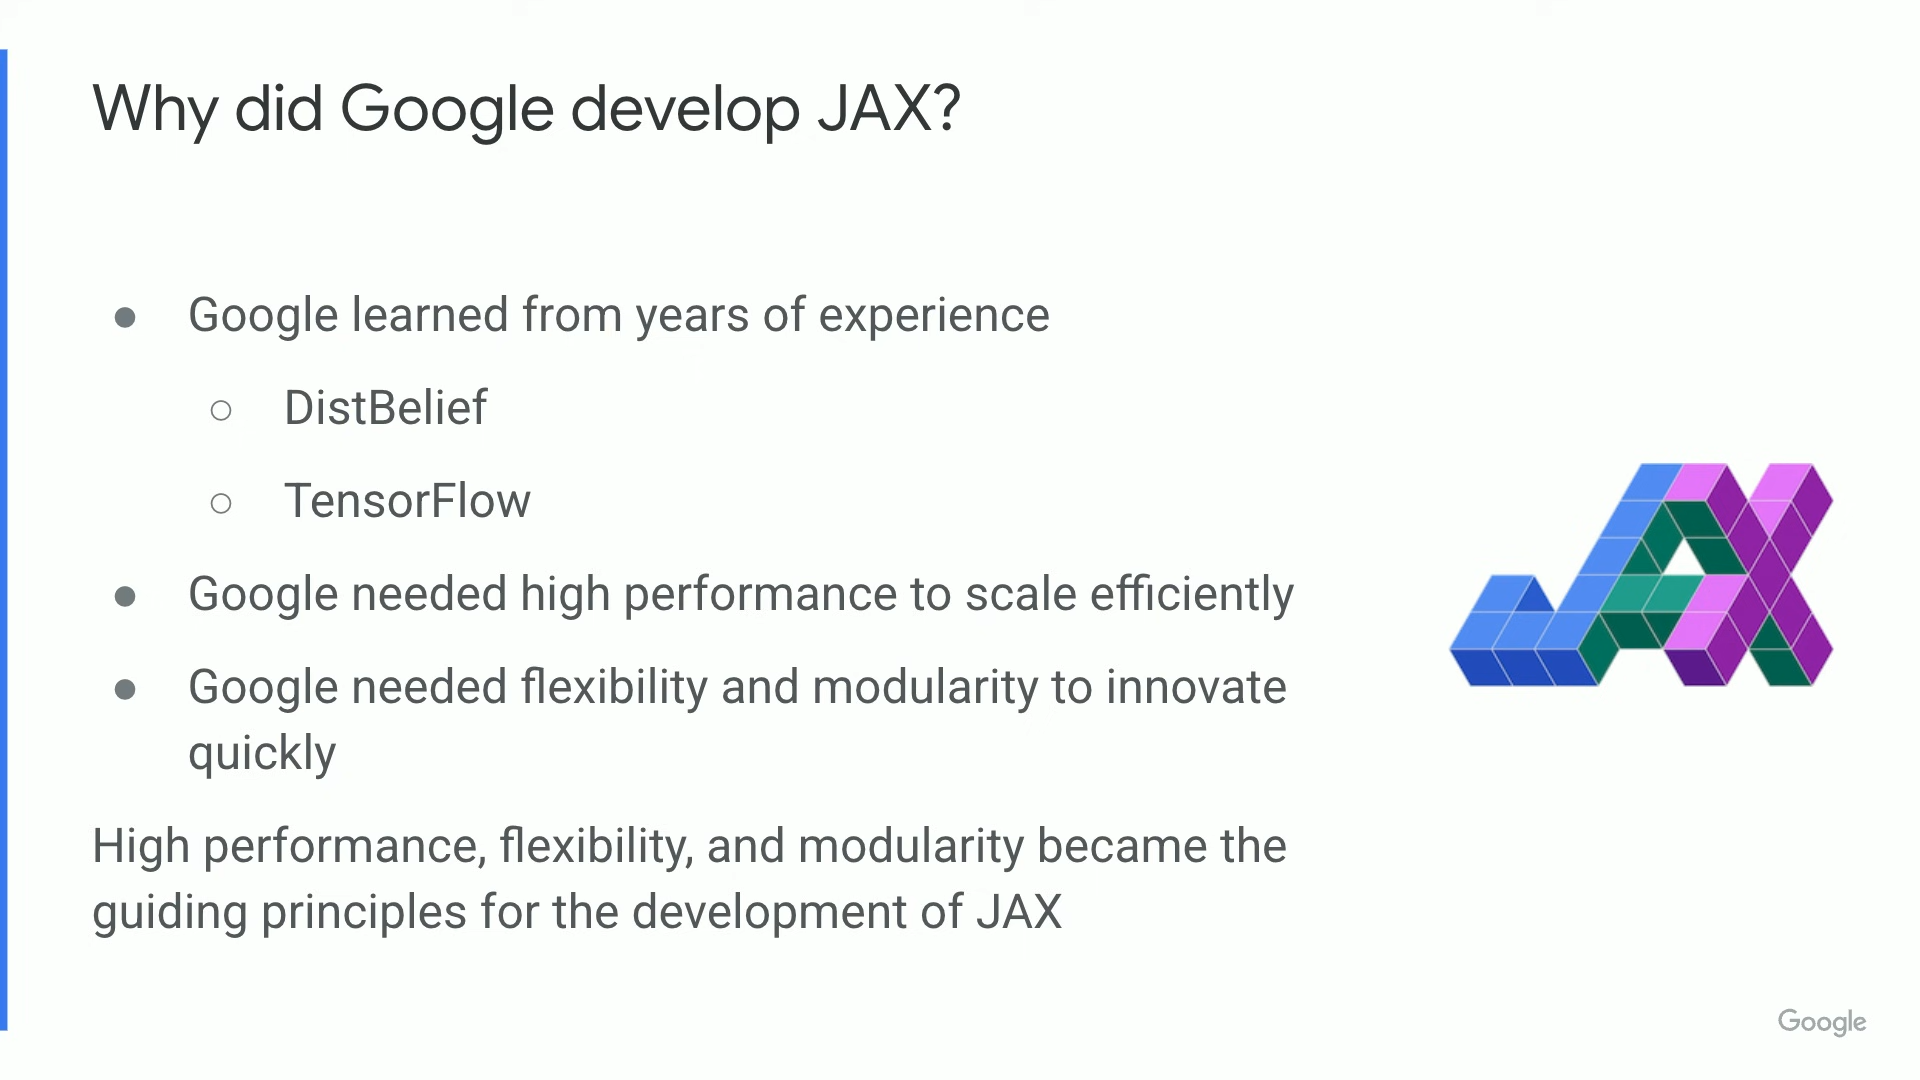 Why did Google develop JAX?
● Google learned from years of experience
○ DistBelief
○ TensorFlow
● Google needed high performance to scale efficiently
● Google needed flexibility and modularity to innovate
quickly
High performance, flexibility, and modularity became the
guiding principles for the development of JAX
JAX
Google